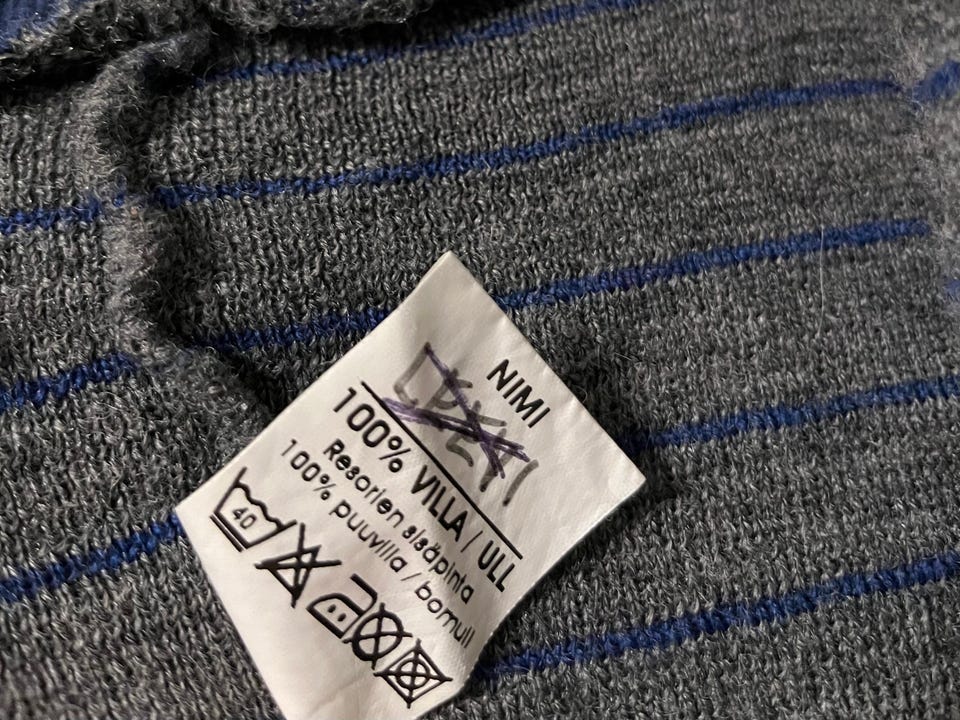 NIMI
100% VILLA / ULL
Resorien sisäpinta
100% puuvilla / bomull
40